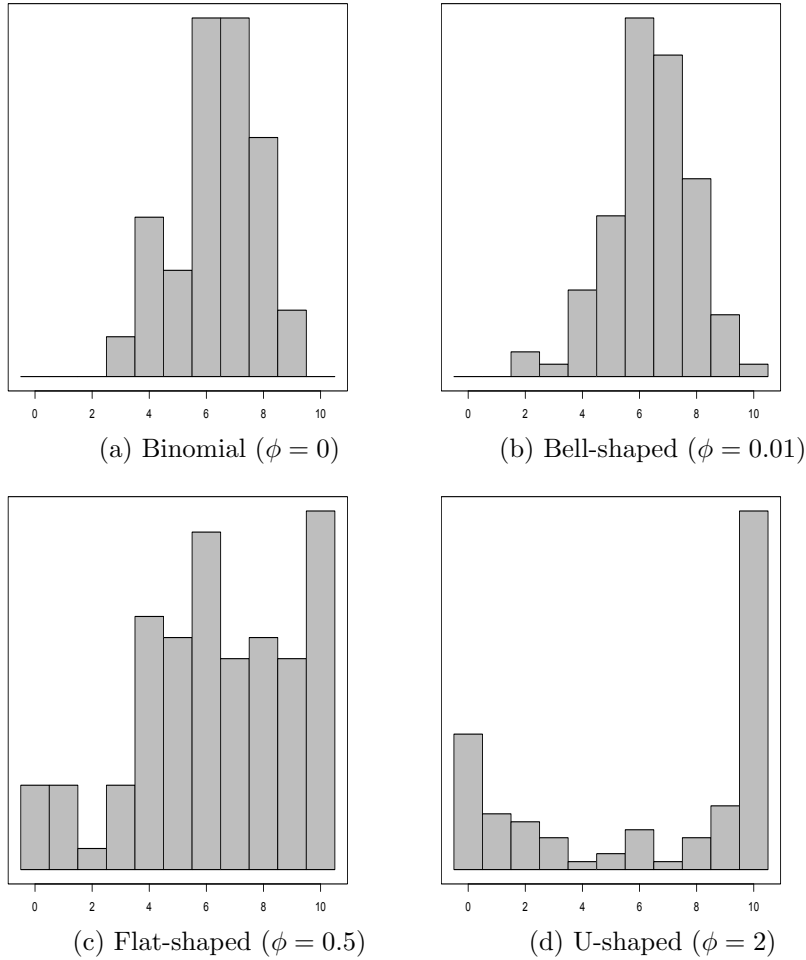 0 2 4 6 8 10
0 2 4 6 8 10
(a) Binomial (ϕ = 0)
(b) Bell-shaped (ϕ = 0.01)
0 2 4 6 8 10
0 2 4 6 8 10
(c) Flat-shaped (ϕ = 0.5)
(d) U-shaped (ϕ = 2)